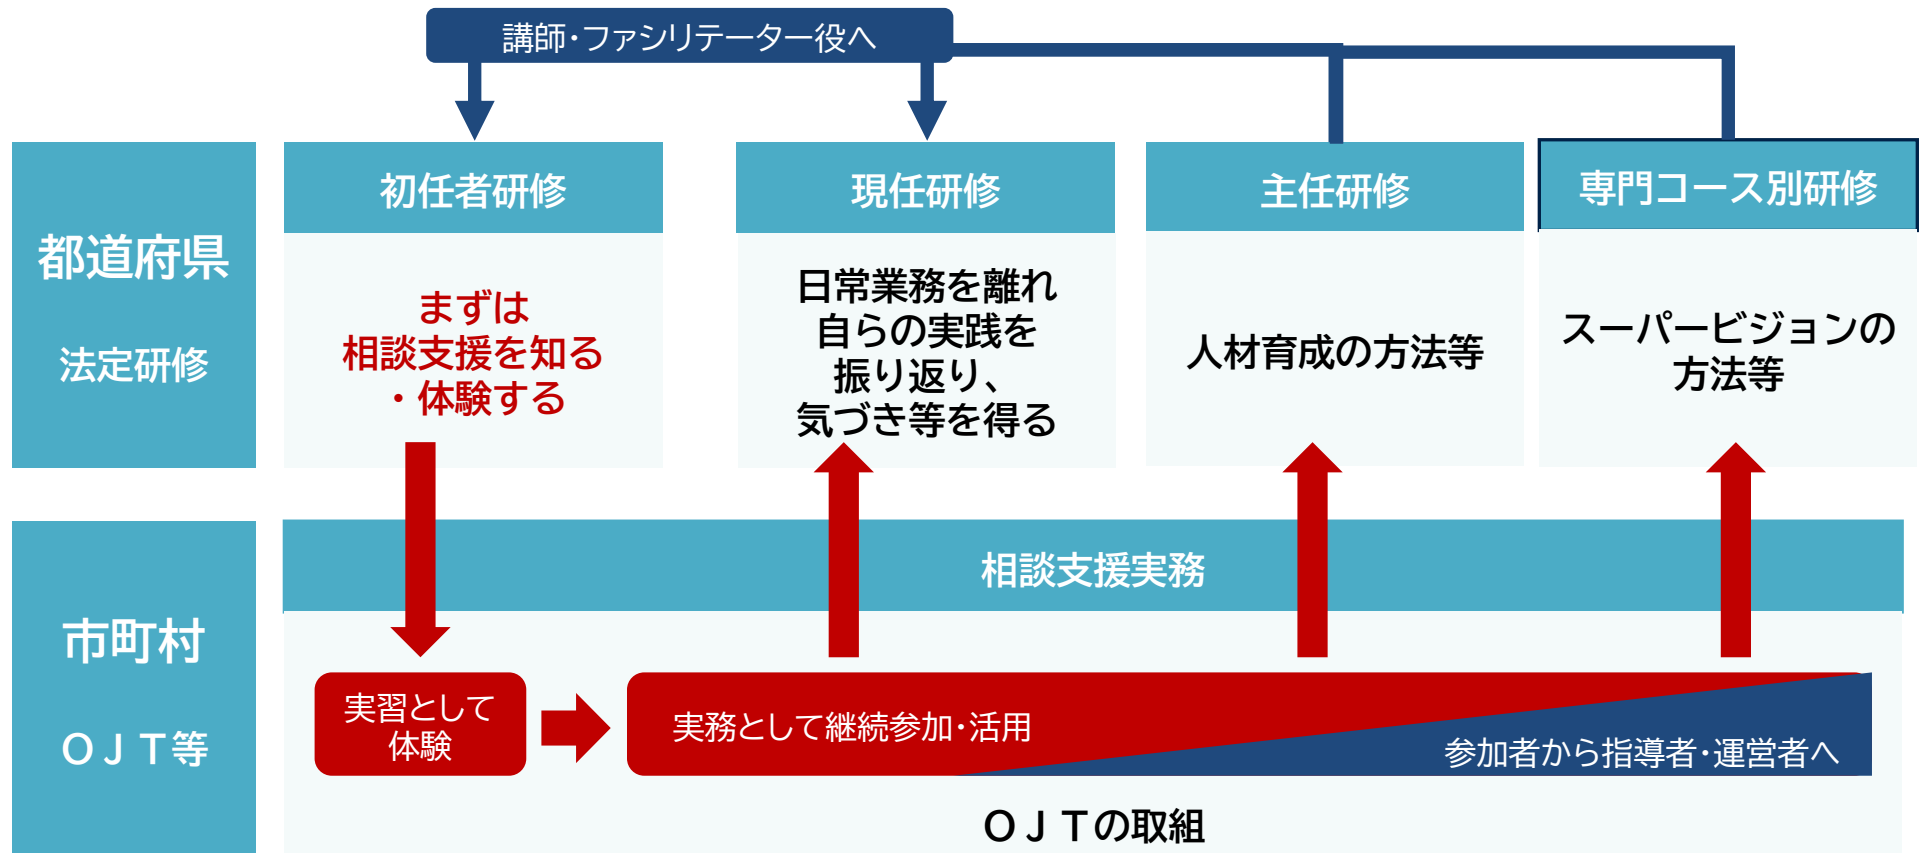 講師・ファシリテーター役へ
都道府県
法定研修
初任者研修
まずは
相談支援を知る
・体験する
現任研修
日常業務を離れ
自らの実践を
振り返り、
気づき等を得る
主任研修
人材育成の方法等
専門コース別研修
スーパービジョンの
方法等
市町村
ＯＪＴ等
相談支援実務
実習として
体験
実務として継続参加・活用
参加者から指導者・運営者へ
ＯＪＴの取組